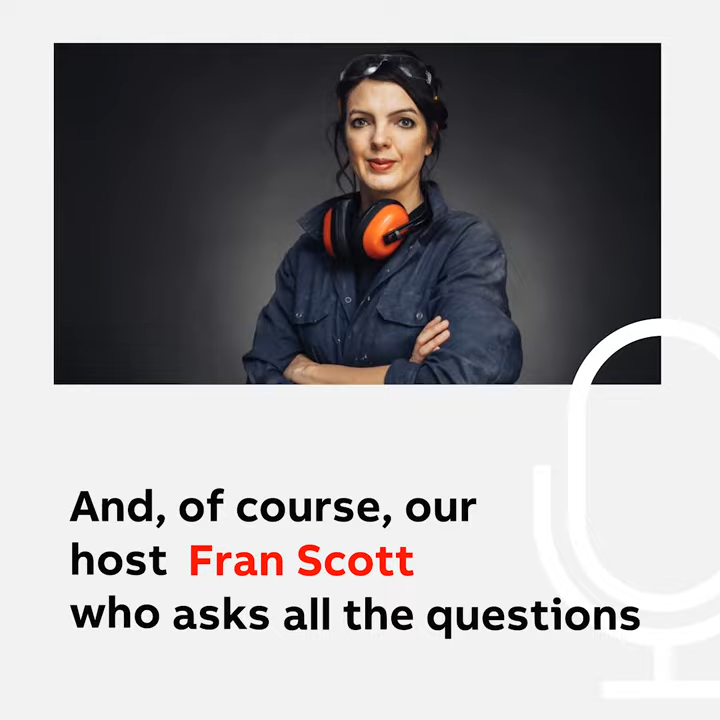 And, of course, our
host Fran Scott
who asks all the questions